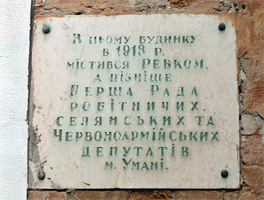 З цьому будинку
в 1918 р.
містився Ревком,
а пізніше
Перша Рада
робітничих,
селянських та
Червоноармійських
депутатів
м. Умані.